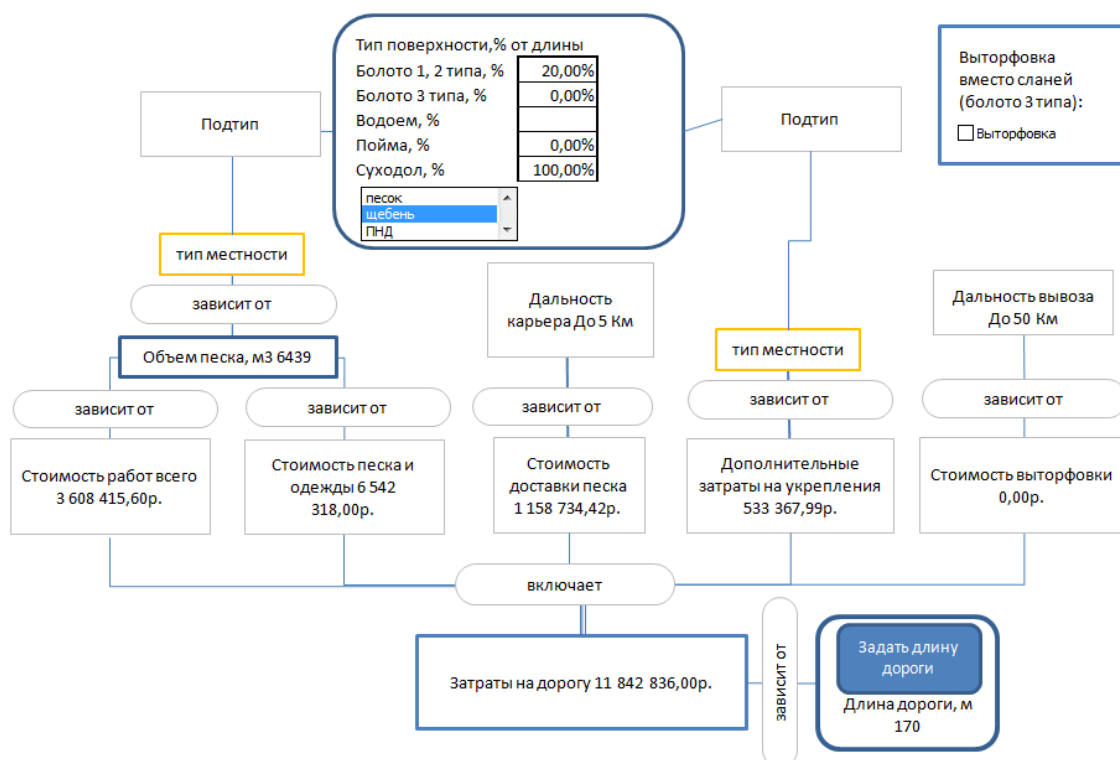 Тип поверхности,% от длины
Болото 1, 2 типа, % 20,00%
Болото 3 типа, % 0,00%
Водоем, %
Пойма, % 0,00%
Суходол, % 100,00%
песок
щебень
ПНД
Подтип
Подтип
Выторфовка
вместо сланей
(болото 3 типа):
Выторфовка
тип местности
зависит от
Объем песка, м3 6439
Дальность
карьера До 5 Км
тип местности
Дальность вывоза
До 50 Км
зависит от
зависит от
зависит от
зависит от
зависит от
Стоимость работ всего
3 608 415,60р.
Стоимость песка и
одежды 6 542
318,00р.
Стоимость
доставки песка
1 158 734,42р.
Дополнительные
затраты на укрепления
533 367,99р.
Стоимость выторфовки
0,00р.
включает
Затраты на дорогу 11 842 836,00р.
зависит от
Задать длину
дороги
Длина дороги, м
170